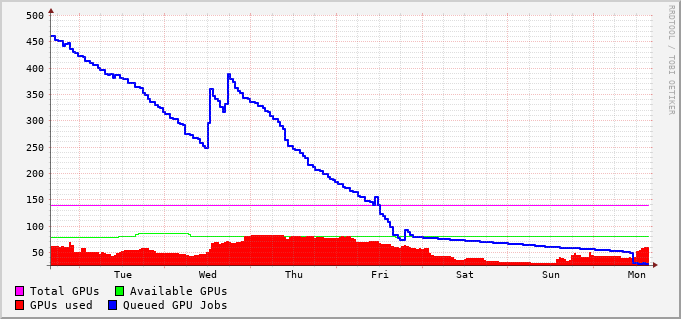 500
450
400
350
300
250
200
150
100
50
Tue Wed Thu Fri Sat Sun Mon
Total GPUs Available GPUs
GPUs used Queued GPU Jobs
RRDTOOL / TOBI OETIKER